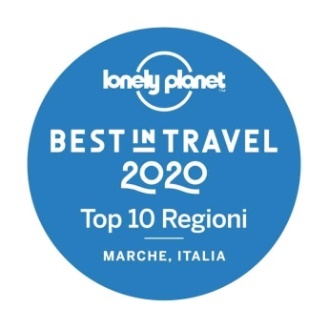 lonely planet
BEST IN TRAVEL
2020
Top 10 Regioni
MARCHE, ITALIA